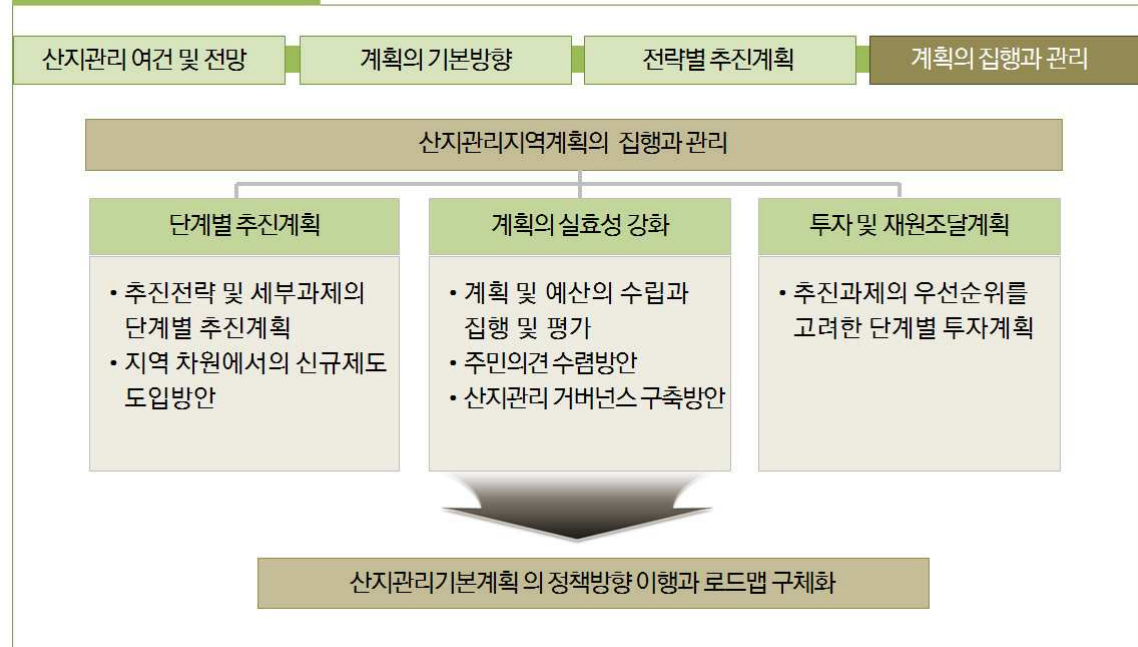 산지관리 여건 및 전망
계획의 기본방향
전략별 추진계획
계획의 집행과 관리
산지관리지역계획의 집행과 관리
단계별 추진계획
• 추진전략 및 세부과제의
단계별 추진계획
• 지역 차원에서의 신규제도
도입방안
계획의 실효성 강화
• 계획 및 예산의 수립과
집행 및 평가
• 주민의견 수렴방안
• 산지관리 거버넌스 구축방안
투자 및 재원조달계획
• 추진과제의 우선순위를
고려한 단계별 투자계획
산지관리기본계획 의 정책방향 이행과 로드맵 구체화